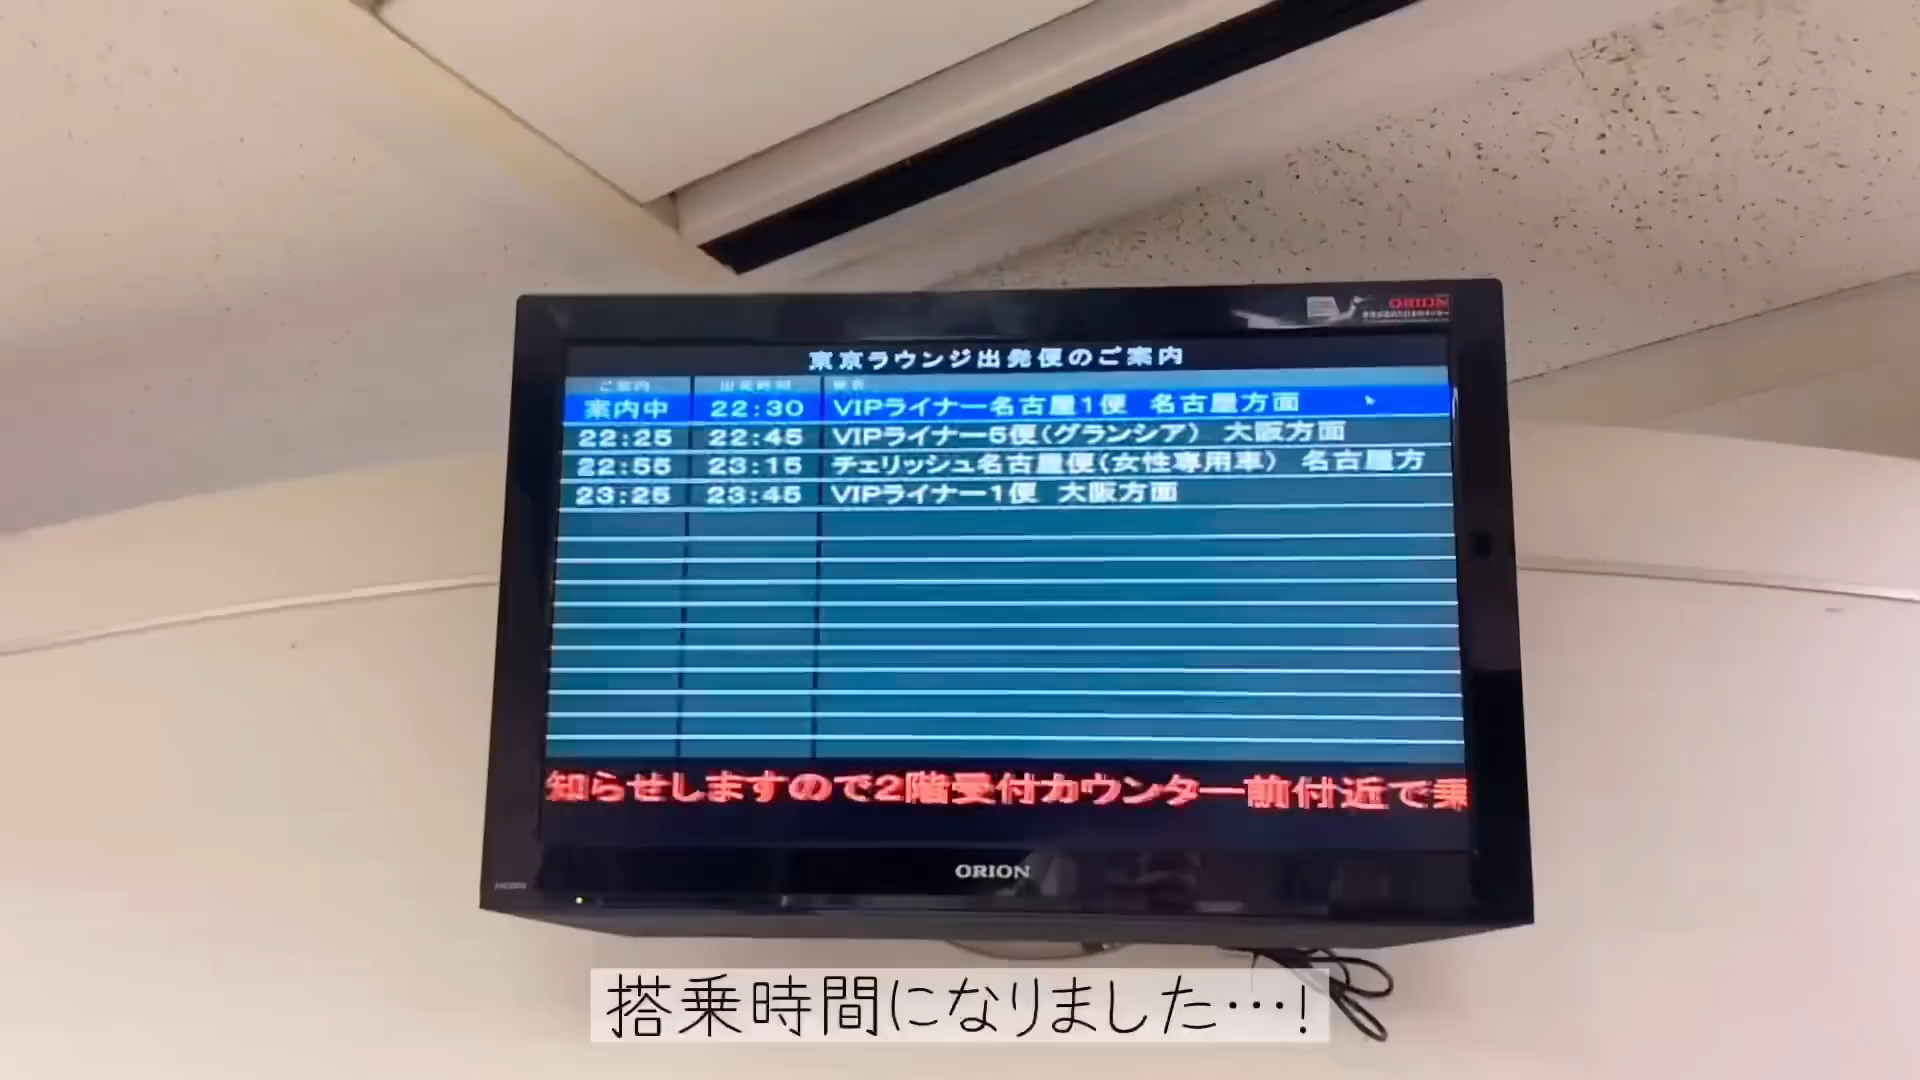 ORION
東京ラウンジ出発便のご案内
ご案内 出発時刻 便名
案内中 22:30 VIPライナー名古屋1便 名古屋方面
22:25 22:45 VIPライナー5便(グランシア) 大阪方面
22:55 23:15 チェリッシュ名古屋便(女性専用車) 名古屋方
23:25 23:45 VIPライナー1便 大阪方面
知らせしますので2階受付カウンター前付近で乗
ORION
搭乗時間になりました…!